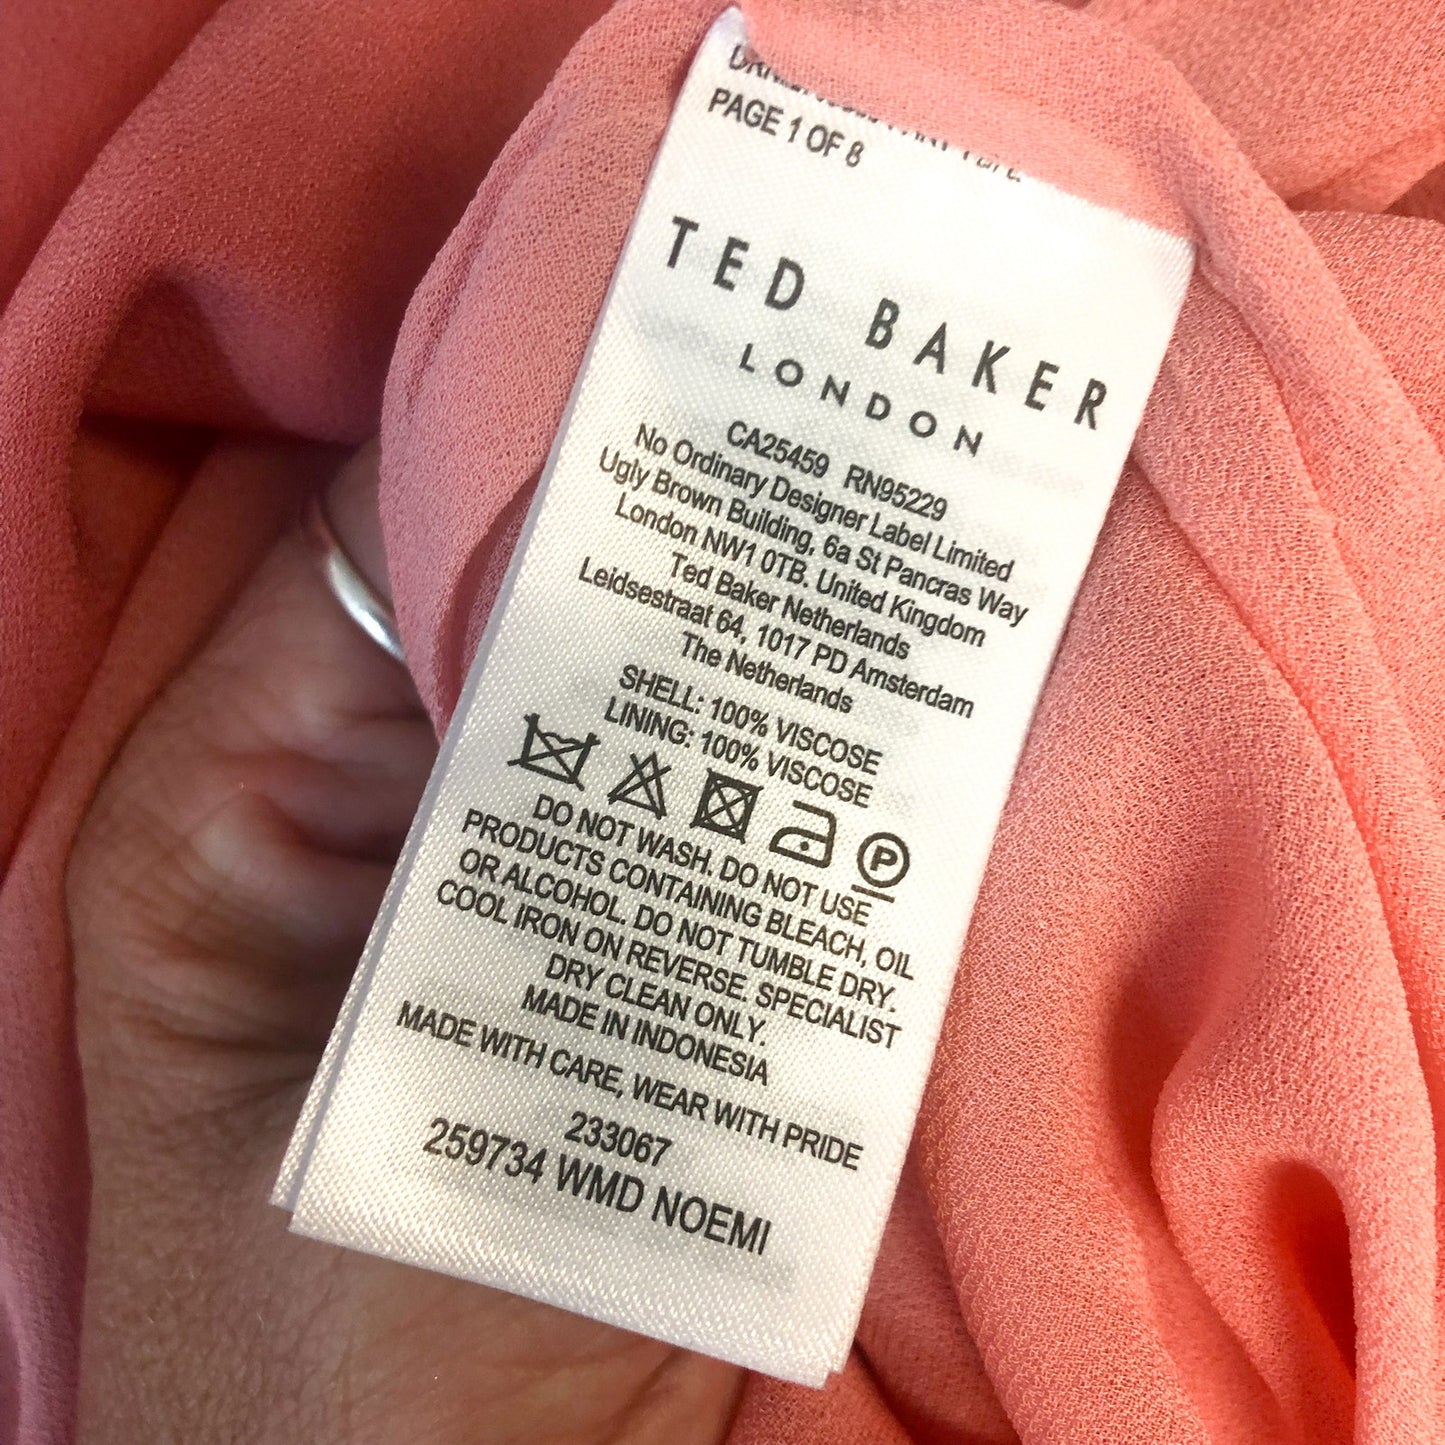 PAGE 1 OF 8
TED BAKER
LONDON
CA25459 RN95229
No Ordinary Designer Label Limited
Ugly Brown Building, 6a St Pancras Way
London NW1 0TB. United Kingdom
Ted Baker Netherlands
Leidsestraat 64, 1017 PD Amsterdam
The Netherlands
SHELL: 100% VISCOSE
LINING: 100% VISCOSE
P
DO NOT WASH. DO NOT USE
PRODUCTS CONTAINING BLEACH, OIL
OR ALCOHOL. DO NOT TUMBLE DRY.
COOL IRON ON REVERSE. SPECIALIST
DRY CLEAN ONLY.
MADE IN INDONESIA
MADE WITH CARE, WEAR WITH PRIDE
233067
259734 WMD NOEMI